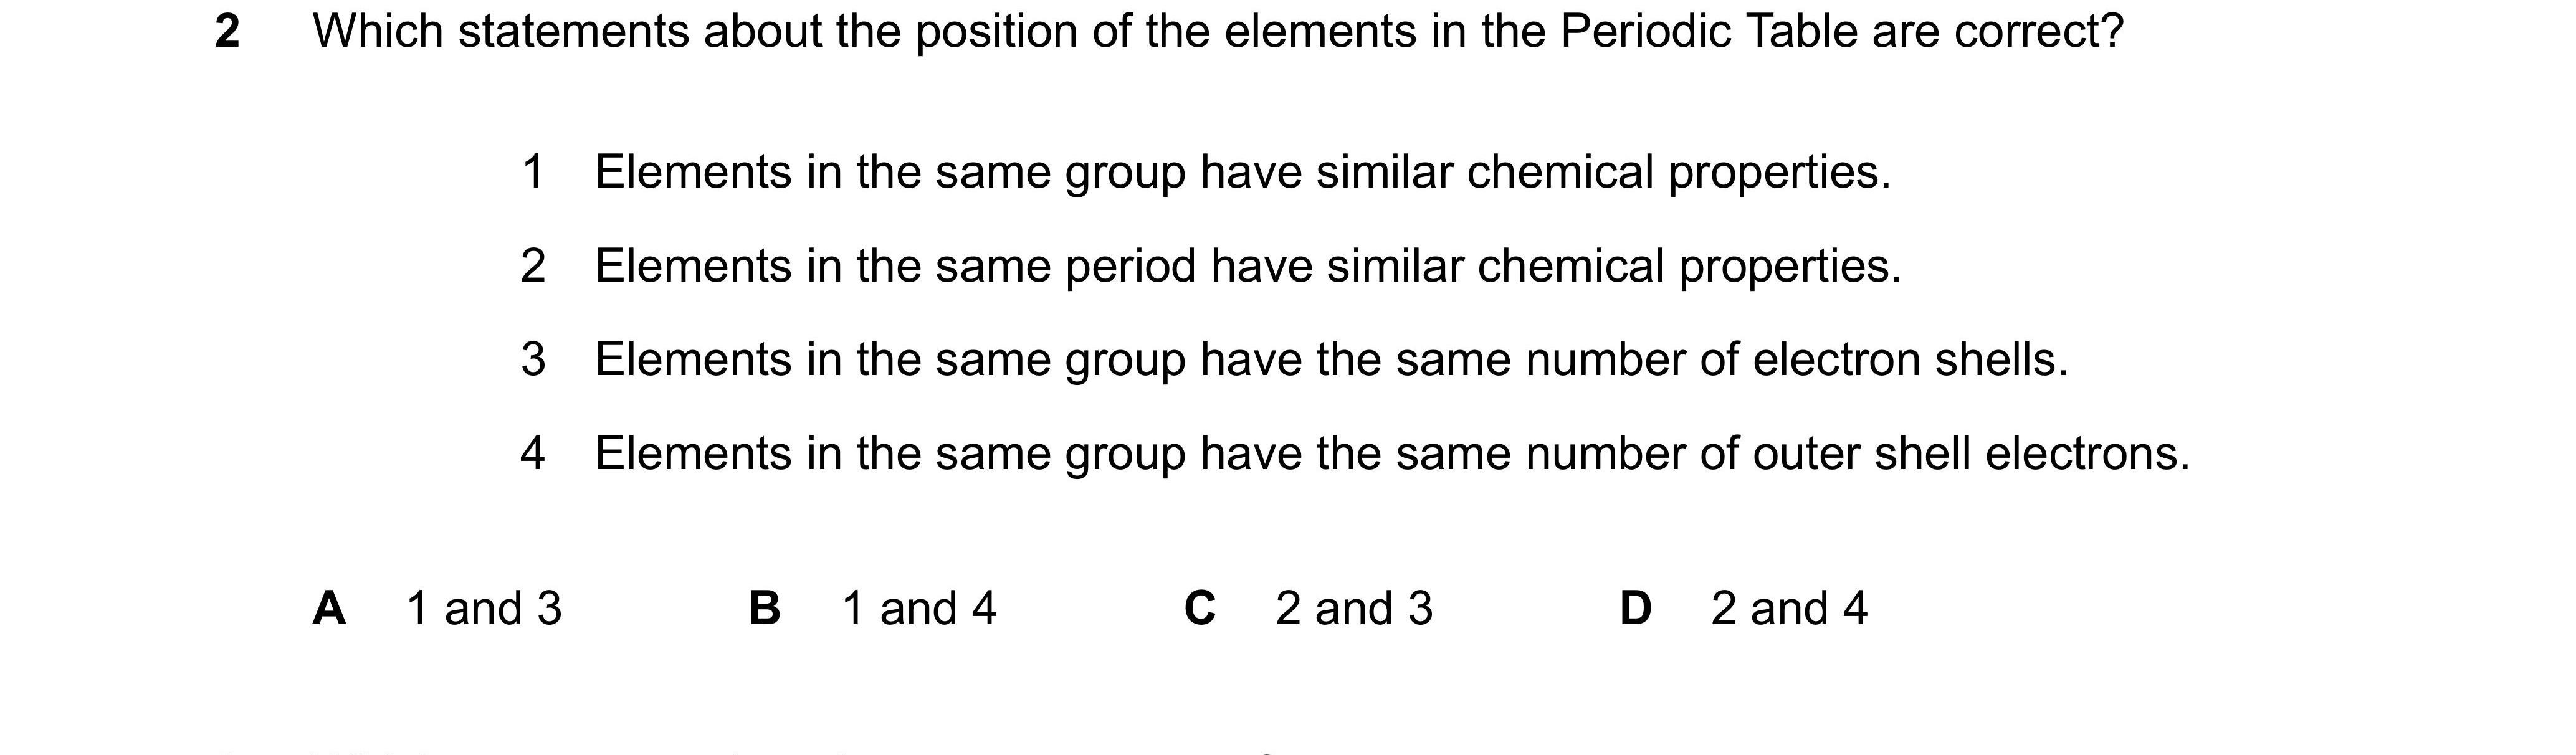 2 Which statements about the position of the elements in the Periodic Table are correct?
1 Elements in the same group have similar chemical properties.
2 Elements in the same period have similar chemical properties.
3 Elements in the same group have the same number of electron shells.
4 Elements in the same group have the same number of outer shell electrons.
A 1 and 3 B 1 and 4 C 2 and 3 D 2 and 4